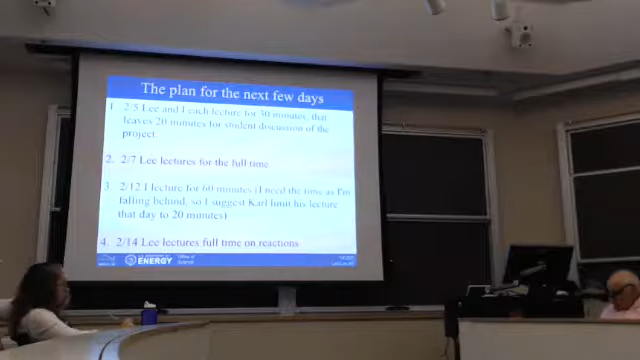 The plan for the next few days
1. 2/5 Lee and I each lecture for 30 minutes, that
leaves 20 minutes for student discussion of the
project.
2. 2/7 Lee lectures for the full time.
3. 2/12 I lecture for 60 minutes (I need the time as I'm
falling behind, so I suggest Karl limit his lecture
that day to 20 minutes)
4. 2/14 Lee lectures full time on reactions
ENERGY
Office of
Science